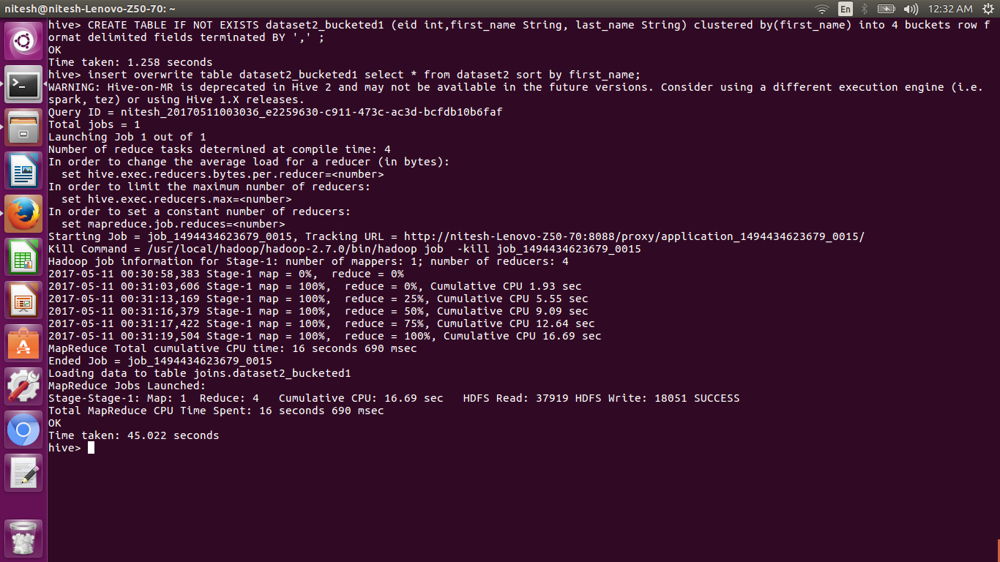 nitesh@nitesh-Lenovo-Z50-70: ~
En
12:32 AM
hive> CREATE TABLE IF NOT EXISTS dataset2_bucketed1 (eid int,first_name String, last_name String) clustered by(first_name) into 4 buckets row f
ormat delimited fields terminated BY ',' ;
OK
Time taken: 1.258 seconds
hive> insert overwrite table dataset2_bucketed1 select * from dataset2 sort by first_name;
WARNING: Hive-on-MR is deprecated in Hive 2 and may not be available in the future versions. Consider using a different execution engine (i.e.
spark, tez) or using Hive 1.X releases.
Query ID = nitesh_20170511003036_e2259630-c911-473c-ac3d-bcfdb10b6faf
Total jobs = 1
Launching Job 1 out of 1
Number of reduce tasks determined at compile time: 4
In order to change the average load for a reducer (in bytes):
  set hive.exec.reducers.bytes.per.reducer=<number>
In order to limit the maximum number of reducers:
  set hive.exec.reducers.max=<number>
In order to set a constant number of reducers:
  set mapreduce.job.reduces=<number>
Starting Job = job_1494434623679_0015, Tracking URL = http://nitesh-Lenovo-Z50-70:8088/proxy/application_1494434623679_0015/
Kill Command = /usr/local/hadoop/hadoop-2.7.0/bin/hadoop job  -kill job_1494434623679_0015
Hadoop job information for Stage-1: number of mappers: 1; number of reducers: 4
2017-05-11 00:30:58,383 Stage-1 map = 0%,  reduce = 0%
2017-05-11 00:31:03,606 Stage-1 map = 100%,  reduce = 0%, Cumulative CPU 1.93 sec
2017-05-11 00:31:13,169 Stage-1 map = 100%,  reduce = 25%, Cumulative CPU 5.55 sec
2017-05-11 00:31:16,379 Stage-1 map = 100%,  reduce = 50%, Cumulative CPU 9.09 sec
2017-05-11 00:31:17,422 Stage-1 map = 100%,  reduce = 75%, Cumulative CPU 12.64 sec
2017-05-11 00:31:19,504 Stage-1 map = 100%,  reduce = 100%, Cumulative CPU 16.69 sec
MapReduce Total cumulative CPU time: 16 seconds 690 msec
Ended Job = job_1494434623679_0015
Loading data to table joins.dataset2_bucketed1
MapReduce Jobs Launched:
Stage-Stage-1: Map: 1  Reduce: 4   Cumulative CPU: 16.69 sec   HDFS Read: 37919 HDFS Write: 18051 SUCCESS
Total MapReduce CPU Time Spent: 16 seconds 690 msec
OK
Time taken: 45.022 seconds
hive>